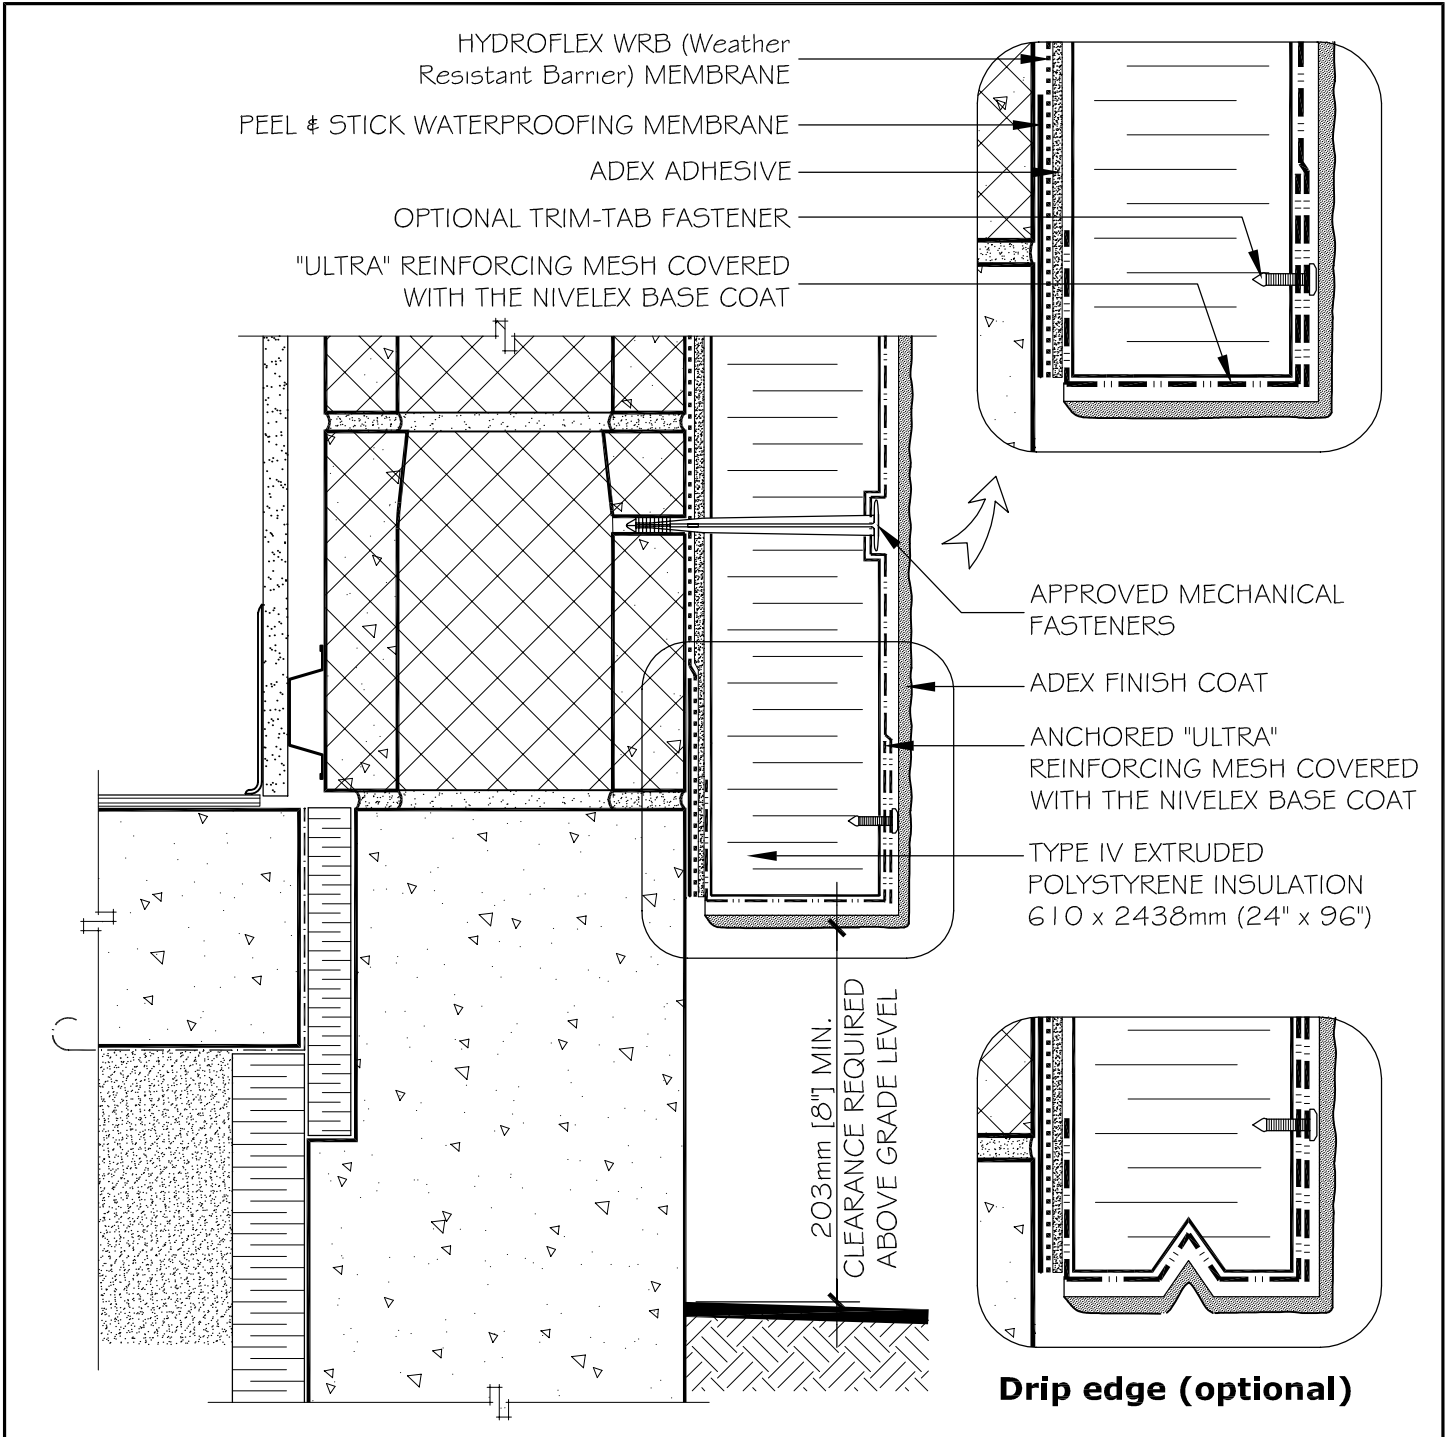 HYDROFLEX WRB (Weather
Resistant Barrier) MEMBRANE
PEEL & STICK WATERPROOFING MEMBRANE
ADEX ADHESIVE
OPTIONAL TRIM-TAB FASTENER
"ULTRA" REINFORCING MESH COVERED
WITH THE NIVELEX BASE COAT
APPROVED MECHANICAL
FASTENERS
ADEX FINISH COAT
ANCHORED "ULTRA"
REINFORCING MESH COVERED
WITH THE NIVELEX BASE COAT
TYPE IV EXTRUDED
POLYSTYRENE INSULATION
610 x 2438mm (24" x 96")
203mm [8"] MIN.
CLEARANCE REQUIRED
ABOVE GRADE LEVEL
Drip edge (optional)